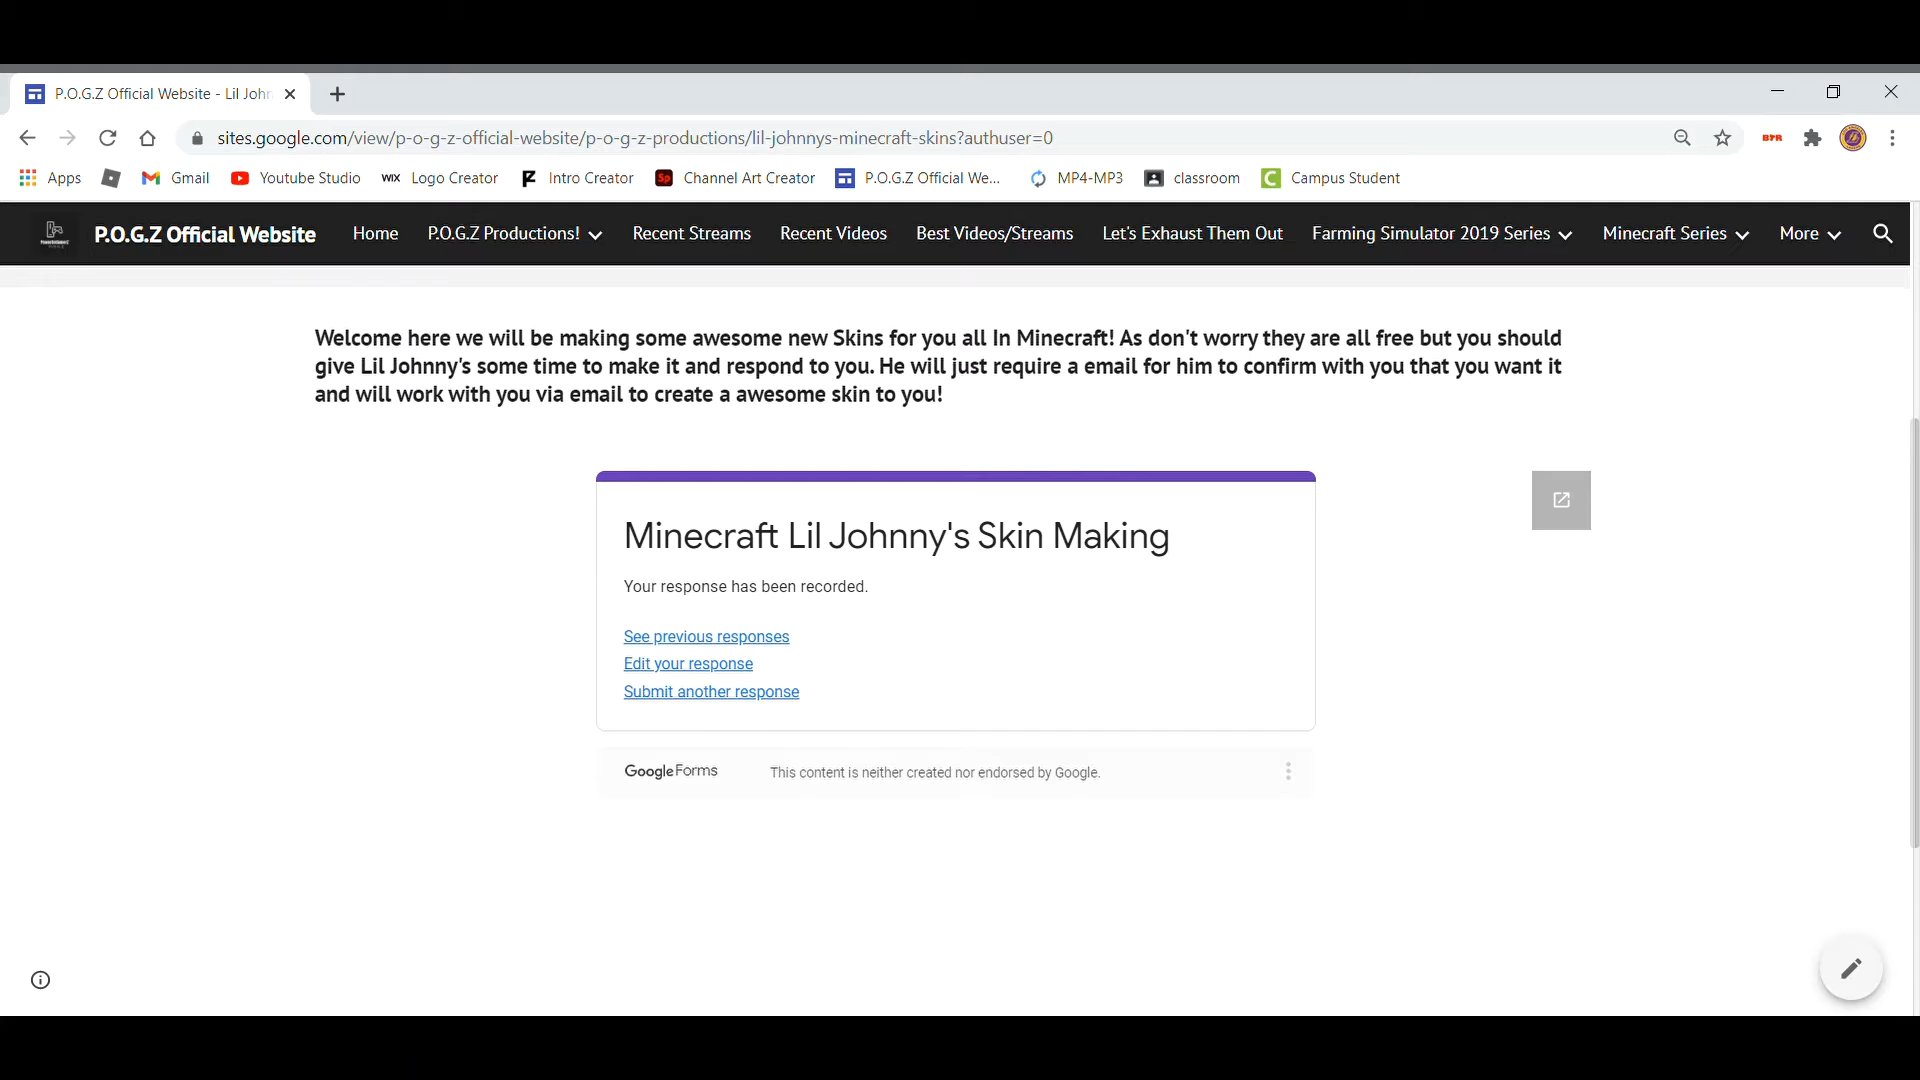 P.O.G.Z Official Website - Lil John
sites.google.com/view/p-o-g-z-official-website/p-o-g-z-productions/lil-johnnys-minecraft-skins?authuser=0
Apps Gmail Youtube Studio WIX Logo Creator Intro Creator Sp Channel Art Creator P.O.G.Z Official We... MP4-MP3 classroom C Campus Student
P.O.G.Z Official Website Home P.O.G.Z Productions! Recent Streams Recent Videos Best Videos/Streams Let's Exhaust Them Out Farming Simulator 2019 Series Minecraft Series More
Welcome here we will be making some awesome new Skins for you all In Minecraft! As don't worry they are all free but you should
give Lil Johnny's some time to make it and respond to you. He will just require a email for him to confirm with you that you want it
and will work with you via email to create a awesome skin to you!
Minecraft Lil Johnny's Skin Making
Your response has been recorded.
See previous responses
Edit your response
Submit another response
Google Forms This content is neither created nor endorsed by Google.